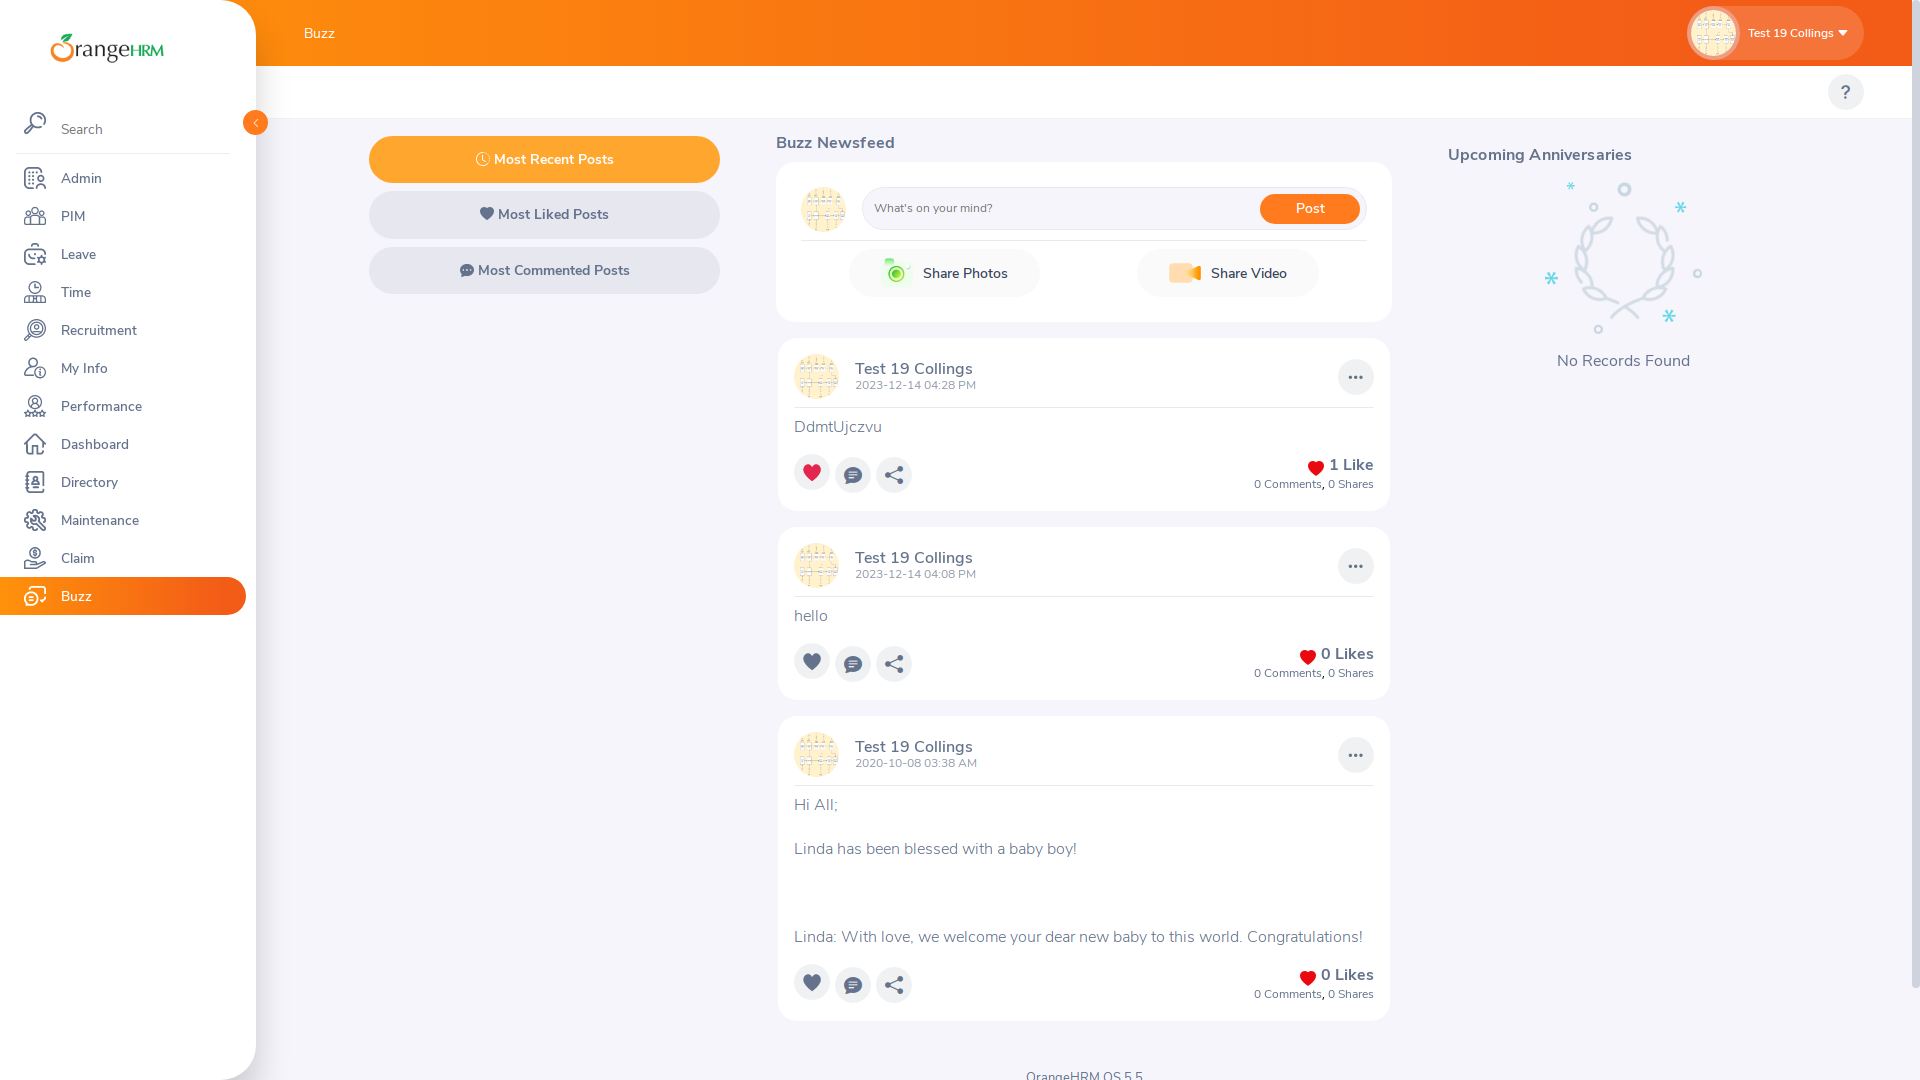 OrangeHRM
Search
Admin
PIM
Leave
Time
Recruitment
My Info
Performance
Dashboard
Directory
Maintenance
Claim
Buzz
Buzz
Test 19 Collings
?
Most Recent Posts
Most Liked Posts
Most Commented Posts
Buzz Newsfeed
What's on your mind?
Post
Share Photos
Share Video
Test 19 Collings
2023-12-14 04:28 PM
DdmtUjczvu
1 Like
0 Comments, 0 Shares
Test 19 Collings
2023-12-14 04:08 PM
hello
0 Likes
0 Comments, 0 Shares
Test 19 Collings
2020-10-08 03:38 AM
Hi All;
Linda has been blessed with a baby boy!
Linda: With love, we welcome your dear new baby to this world. Congratulations!
0 Likes
0 Comments, 0 Shares
Upcoming Anniversaries
No Records Found
OrangeHRM OS 5.5